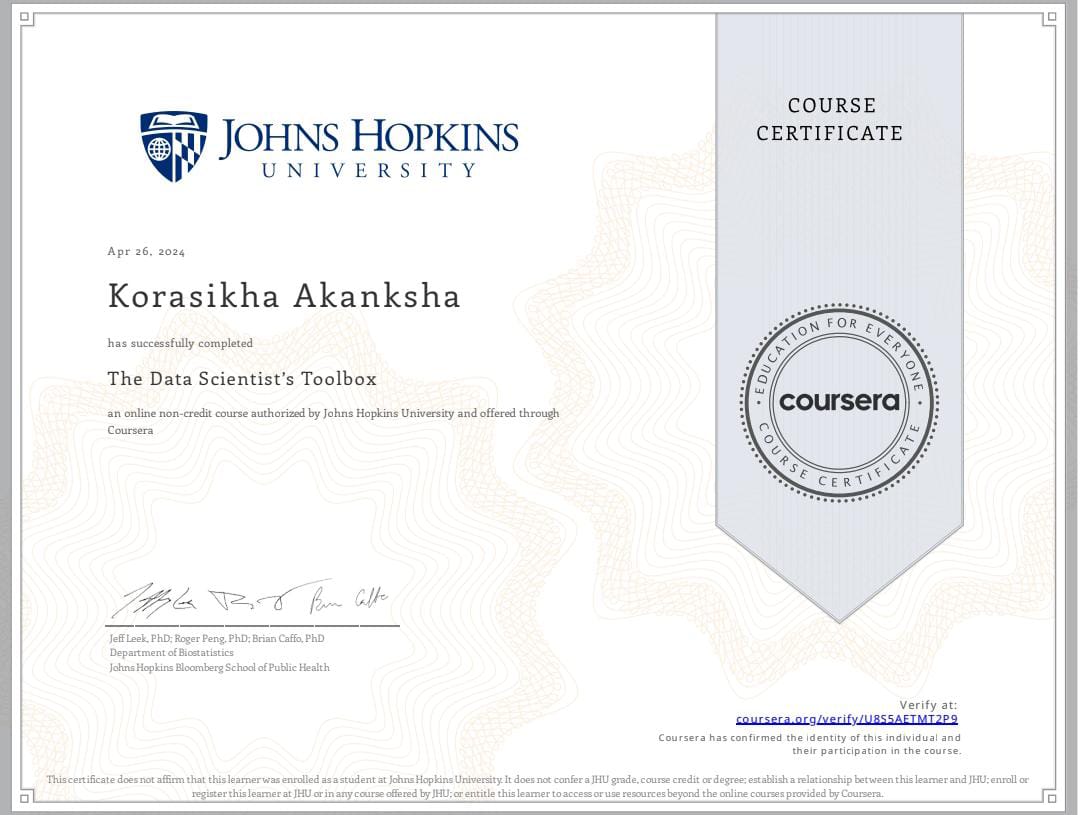 COURSE
CERTIFICATE
JOHNS HOPKINS
UNIVERSITY
Apr 26, 2024
Korasikha Akanksha
has successfully completed
The Data Scientist’s Toolbox
an online non-credit course authorized by Johns Hopkins University and offered through
Coursera
EDUCATION FOR EVERYONE
coursera
COURSE CERTIFICATE
Jeff Leek, PhD; Roger Peng, PhD; Brian Caffo, PhD
Department of Biostatistics
Johns Hopkins Bloomberg School of Public Health
Verify at:
coursera.org/verify/U8S5AETMT2P9
Coursera has confirmed the identity of this individual and
their participation in the course.
This certificate does not affirm that this learner was enrolled as a student at Johns Hopkins University. It does not confer a JHU grade, course credit or degree; establish a relationship between this learner and JHU; enroll or
register this learner at JHU or in any course offered by JHU; or entitle this learner to access or use resources beyond the online courses provided by Coursera.